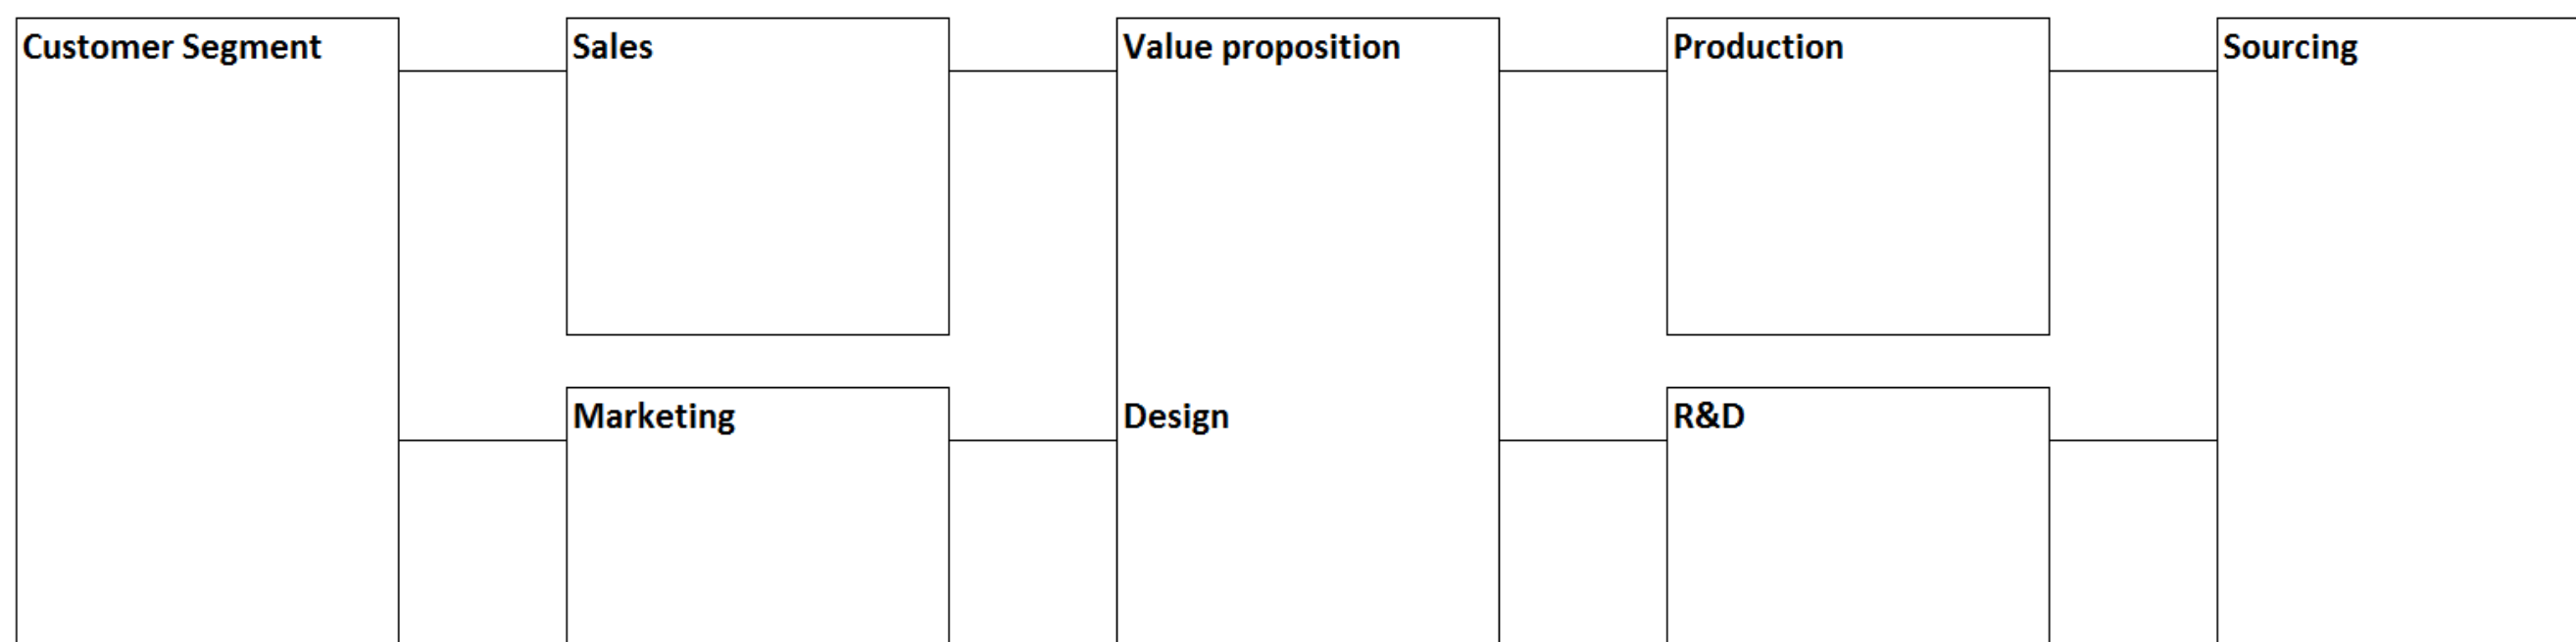 Customer Segment
Sales
Value proposition
Production
Sourcing
Marketing
Design
R&D